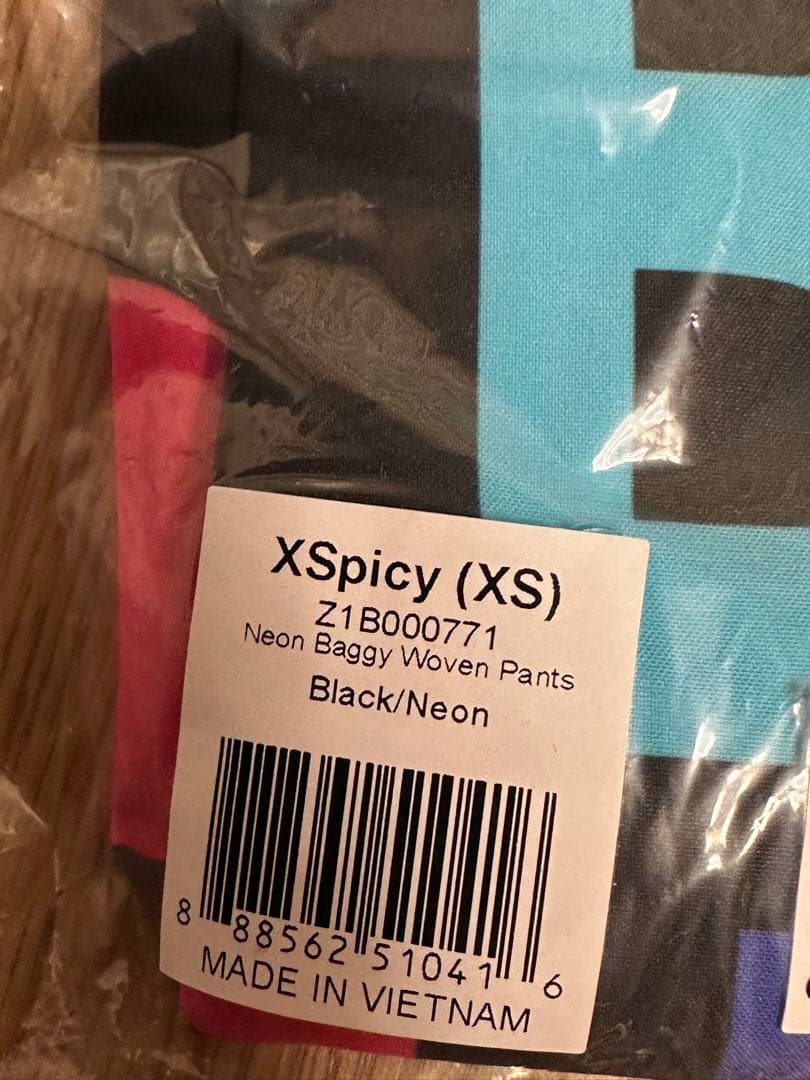 XSpicy (XS)
Z1B000771
Neon Baggy Woven Pants
Black/Neon
8 88562 51041 6
MADE IN VIETNAM